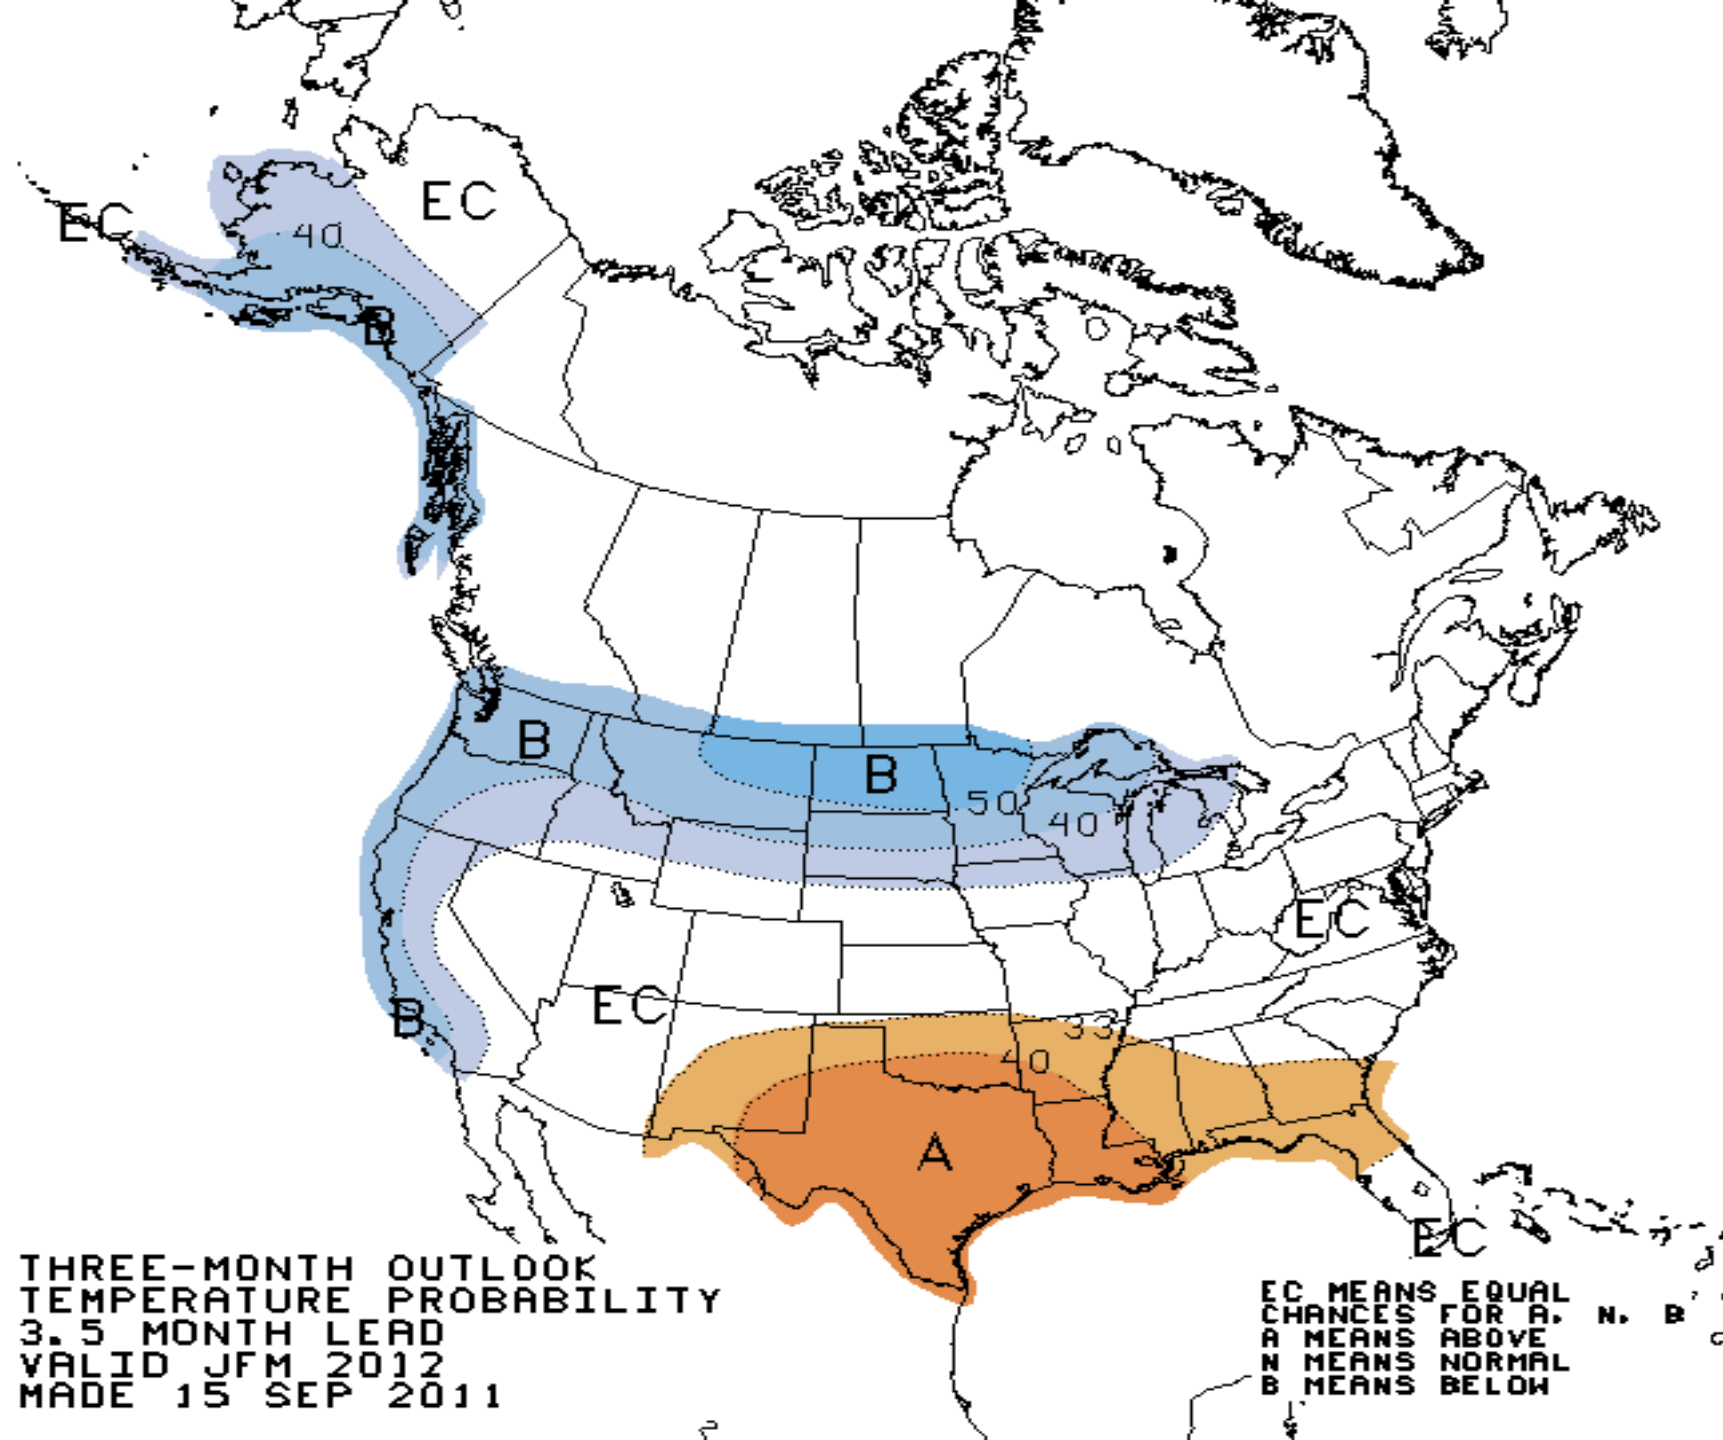 EC
EC
40
B
B
B
50
40
EC
B
EC
33
40
A
EC
THREE-MONTH OUTLOOK
TEMPERATURE PROBABILITY
3.5 MONTH LEAD
VALID JFM 2012
MADE 15 SEP 2011
EC MEANS EQUAL
CHANCES FOR A, N, B
A MEANS ABOVE
N MEANS NORMAL
B MEANS BELOW